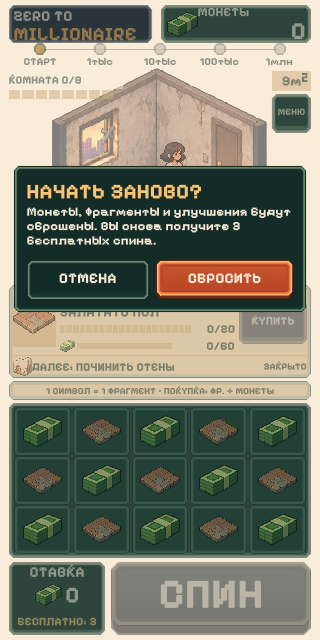 ZERO TO
MILLIONAIRE
МОНЕТЫ
0
СТАРТ
1ТЫС
10ТЫС
100ТЫС
1МЛН
КОМНАТА 0/8
9м²
МЕНЮ
НАЧАТЬ ЗАНОВО?
Монеты, фрагменты и улучшения будут
сброшены. Вы снова получите 3
бесплатных спина.
ОТМЕНА
СБРОСИТЬ
ЗАЛАТАТЬ ПОЛ
0/80
0/60
КУПИТЬ
ДАЛЕЕ: ПОЧИНИТЬ СТЕНЫ
ЗАКРЫТО
1 СИМВОЛ = 1 ФРАГМЕНТ · ПОКУПКА: ФР. + МОНЕТЫ
СТАВКА
0
БЕСПЛАТНО: 3
СПИН